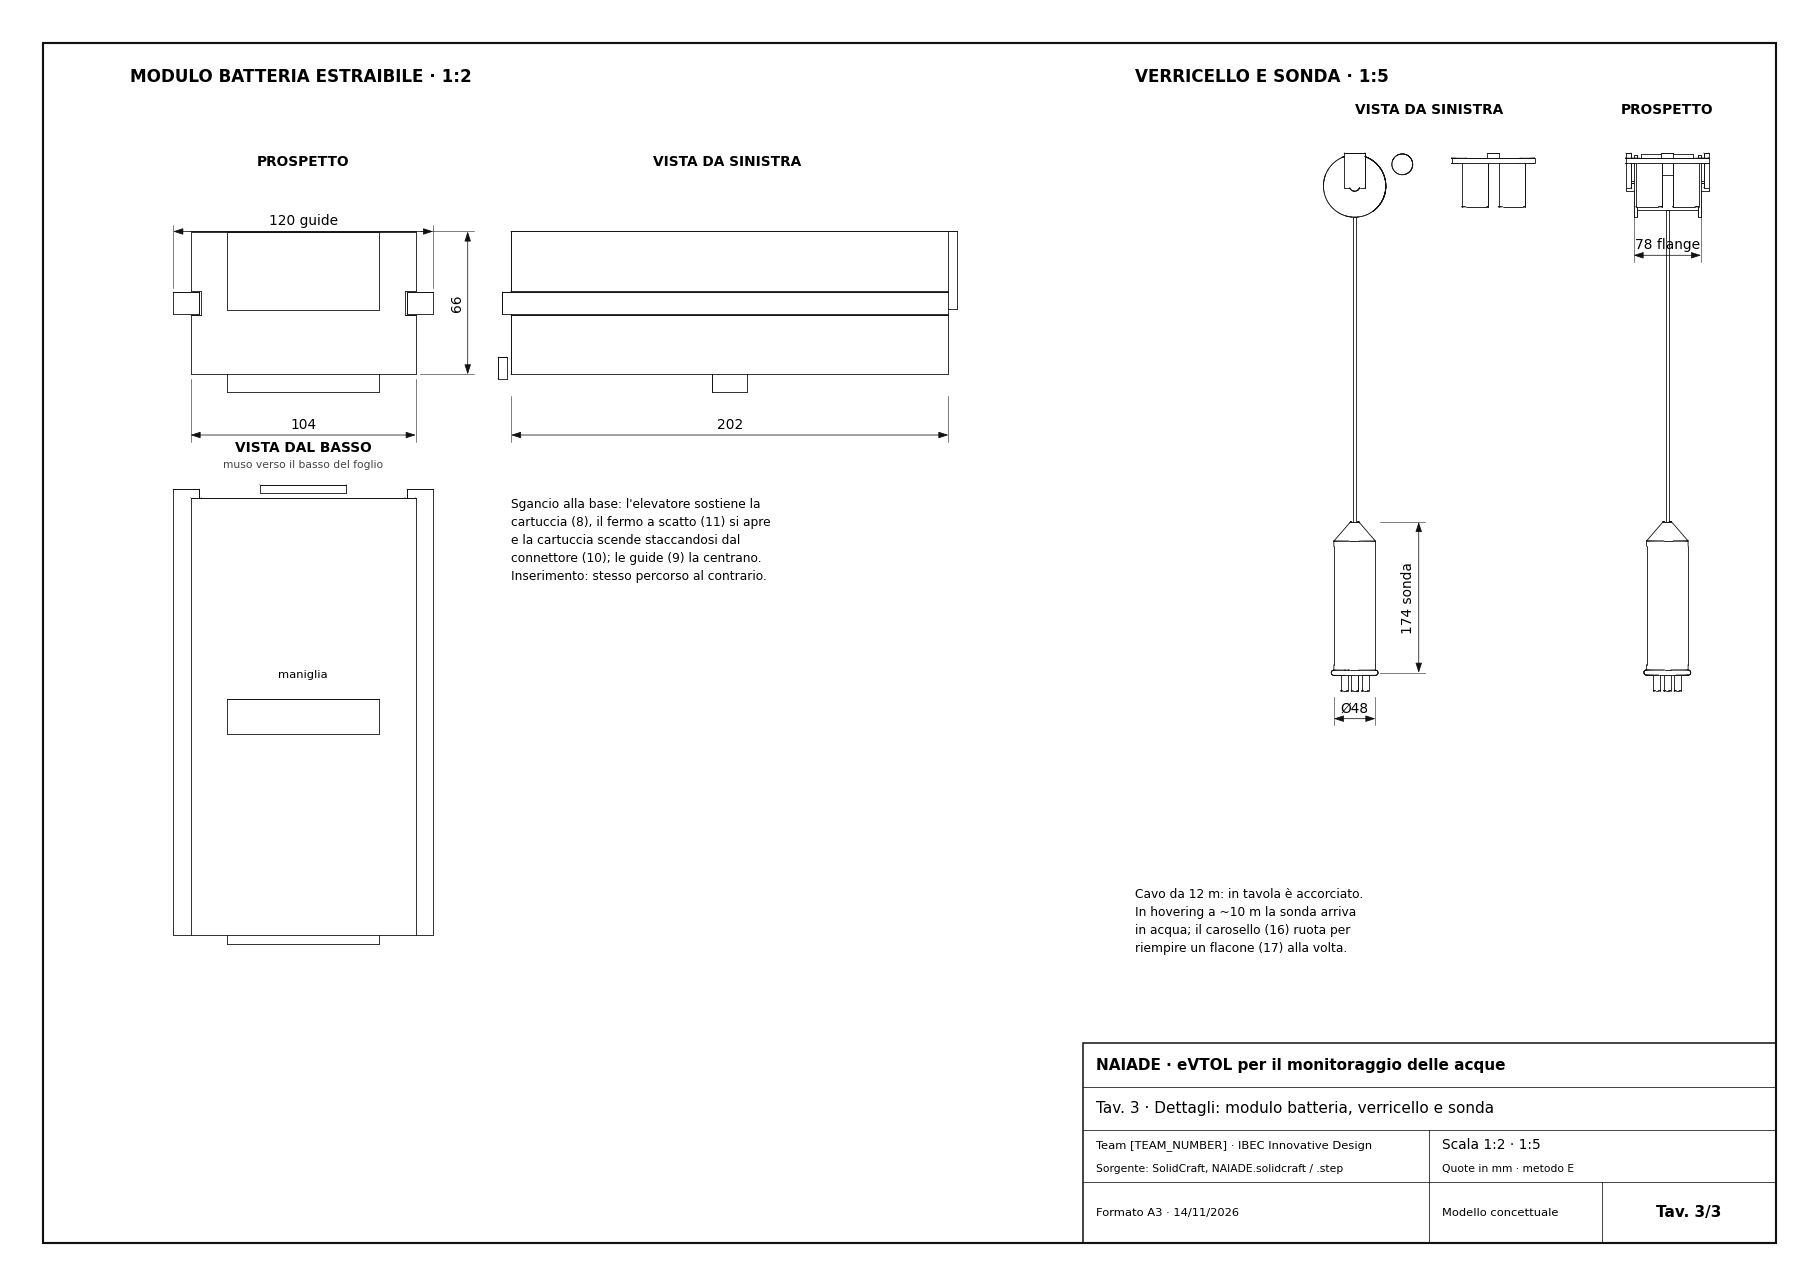 MODULO BATTERIA ESTRAIBILE · 1:2
VERRICELLO E SONDA · 1:5
VISTA DA SINISTRA
PROSPETTO
PROSPETTO
VISTA DA SINISTRA
120 guide
66
104
202
78 flange
VISTA DAL BASSO
muso verso il basso del foglio
Sgancio alla base: l'elevatore sostiene la
cartuccia (8), il fermo a scatto (11) si apre
e la cartuccia scende staccandosi dal
connettore (10); le guide (9) la centrano.
Inserimento: stesso percorso al contrario.
174 sonda
maniglia
Ø48
Cavo da 12 m: in tavola è accorciato.
In hovering a ~10 m la sonda arriva
in acqua; il carosello (16) ruota per
riempire un flacone (17) alla volta.
NAIADE · eVTOL per il monitoraggio delle acque
Tav. 3 · Dettagli: modulo batteria, verricello e sonda
Team [TEAM_NUMBER] · IBEC Innovative Design
Sorgente: SolidCraft, NAIADE.solidcraft / .step
Scala 1:2 · 1:5
Quote in mm · metodo E
Formato A3 · 14/11/2026
Modello concettuale
Tav. 3/3